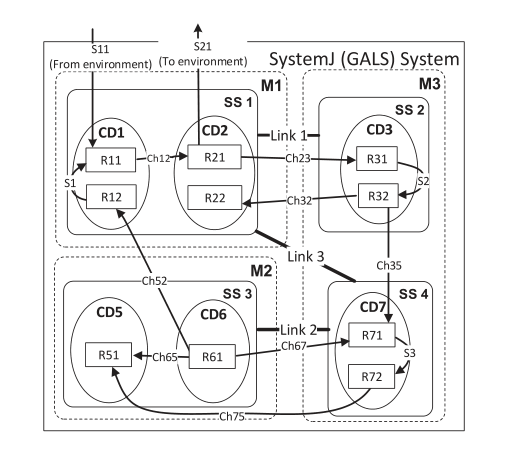 S11
S21
(From environment)
(To environment)
SystemJ (GALS) System
M1
M3
SS 1
SS 2
CD1
CD2
CD3
Link 1
R11
Ch12
R21
Ch23
R31
S1
S2
R12
R22
Ch32
R32
Link 3
M2
Ch52
Ch35
SS 3
SS 4
CD5
CD6
CD7
Link 2
R71
R51
Ch65
R61
Ch67
S3
R72
Ch75